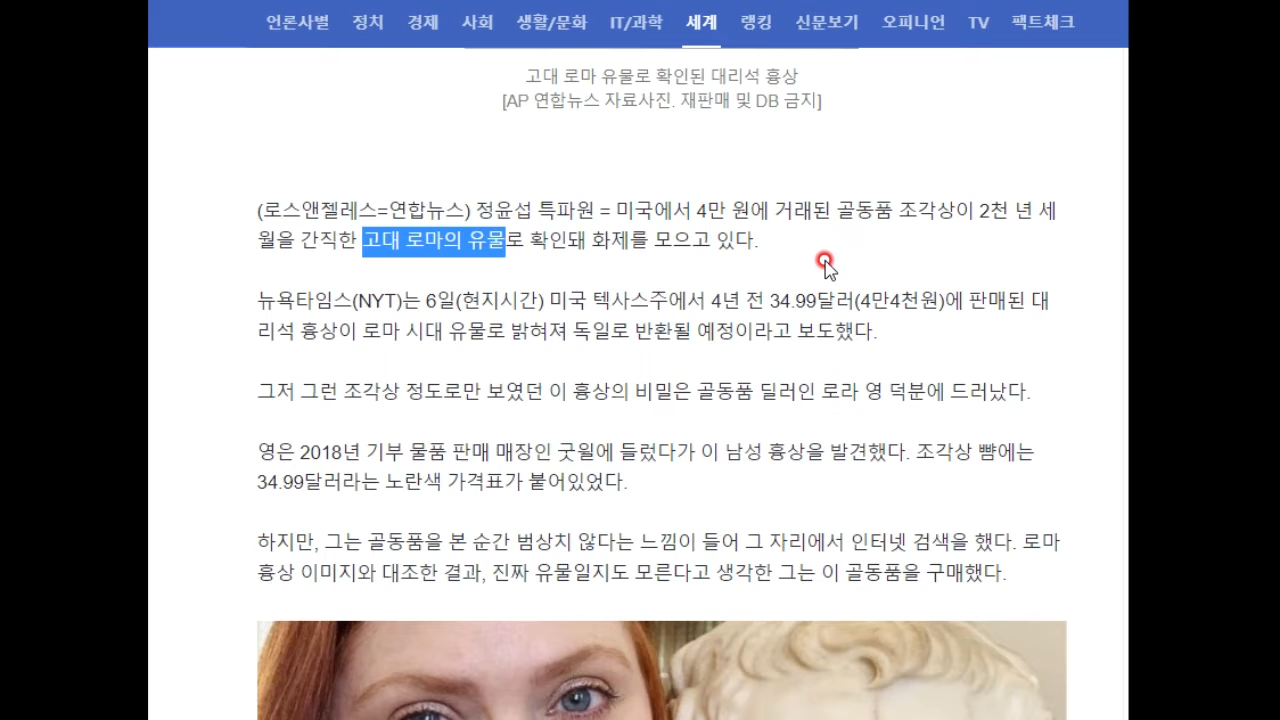 언론사별 정치 경제 사회 생활/문화 IT/과학 세계 랭킹 신문보기 오피니언 TV 팩트체크
고대 로마 유물로 확인된 대리석 흉상
[AP 연합뉴스 자료사진. 재판매 및 DB 금지]
(로스앤젤레스=연합뉴스) 정윤섭 특파원 = 미국에서 4만 원에 거래된 골동품 조각상이 2천 년 세
월을 간직한 고대 로마의 유물로 확인돼 화제를 모으고 있다.
뉴욕타임스(NYT)는 6일(현지시간) 미국 텍사스주에서 4년 전 34.99달러(4만4천원)에 판매된 대
리석 흉상이 로마 시대 유물로 밝혀져 독일로 반환될 예정이라고 보도했다.
그저 그런 조각상 정도로만 보였던 이 흉상의 비밀은 골동품 딜러인 로라 영 덕분에 드러났다.
영은 2018년 기부 물품 판매 매장인 굿윌에 들렀다가 이 남성 흉상을 발견했다. 조각상 뺨에는
34.99달러라는 노란색 가격표가 붙어있었다.
하지만, 그는 골동품을 본 순간 범상치 않다는 느낌이 들어 그 자리에서 인터넷 검색을 했다. 로마
흉상 이미지와 대조한 결과, 진짜 유물일지도 모른다고 생각한 그는 이 골동품을 구매했다.